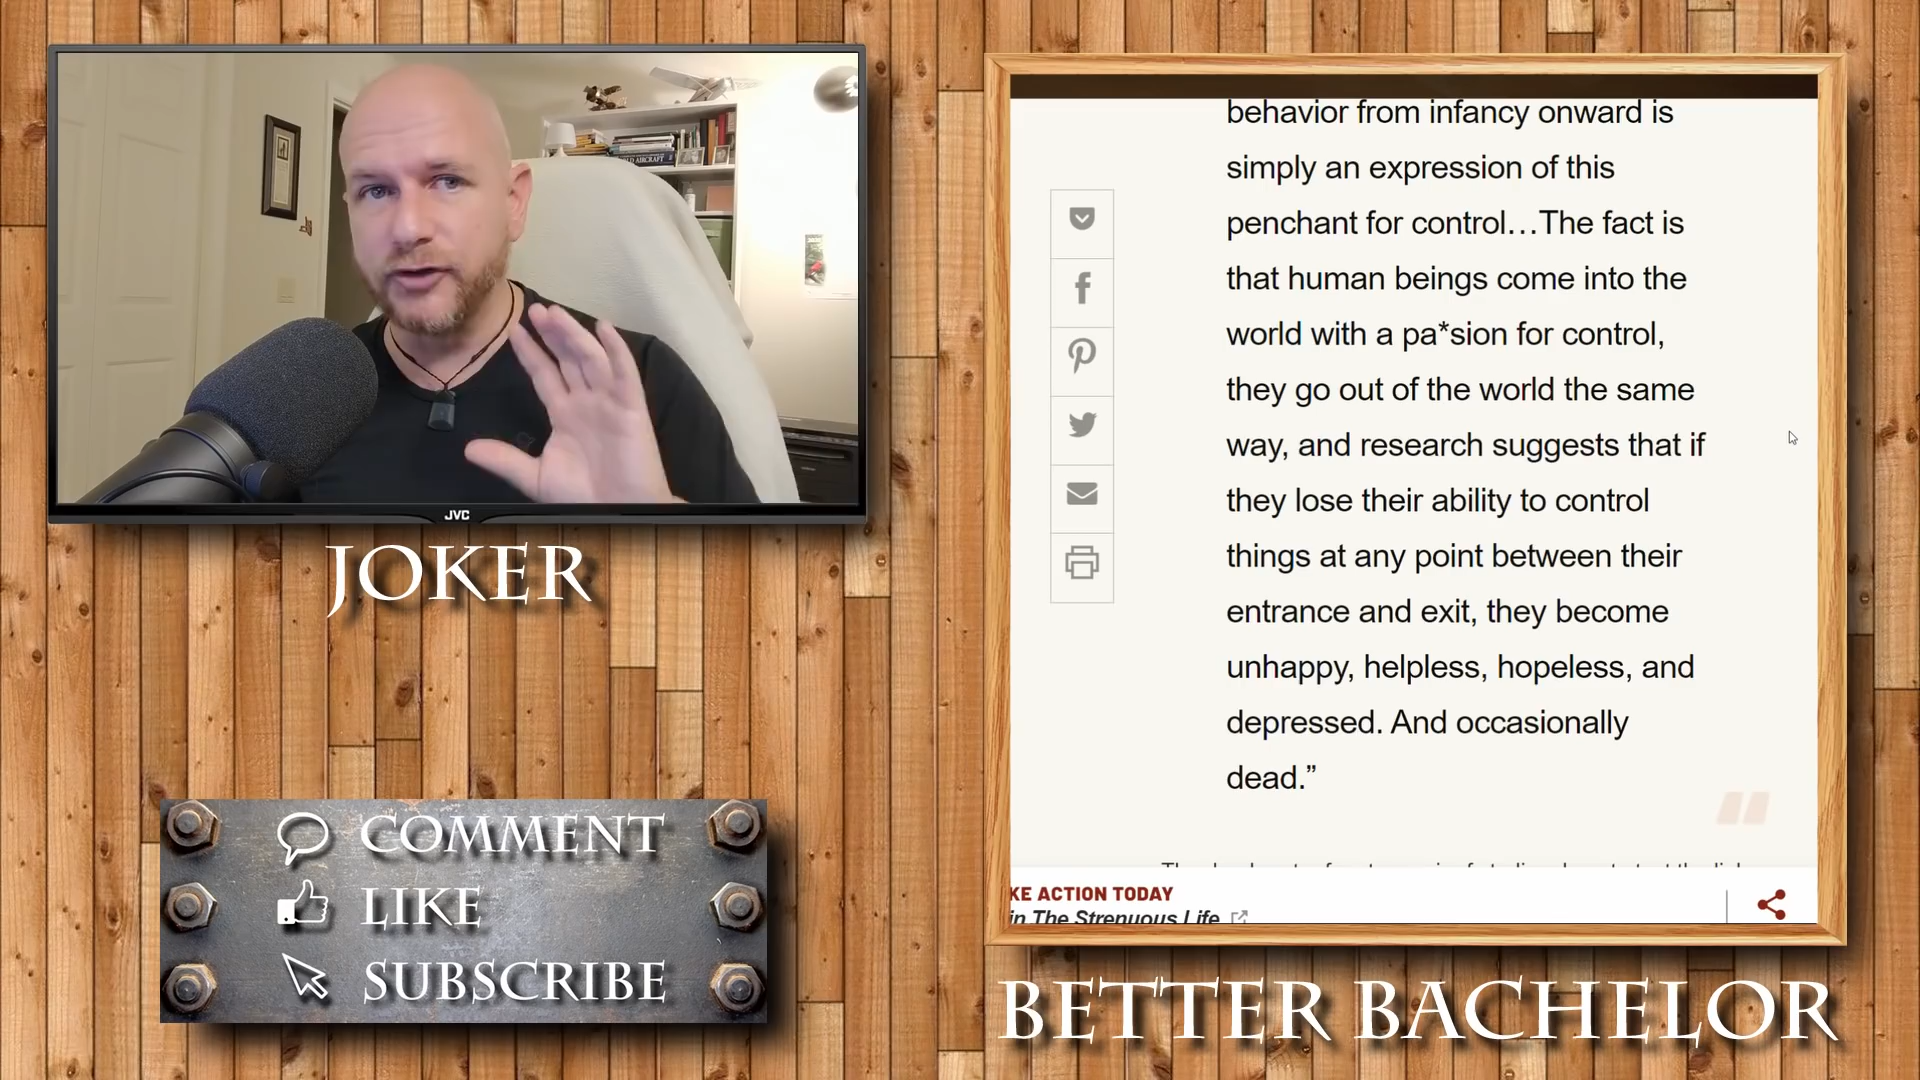 JVC
JOKER
COMMENT
LIKE
SUBSCRIBE
behavior from infancy onward is
simply an expression of this
penchant for control…The fact is
that human beings come into the
world with a pa*sion for control,
they go out of the world the same
way, and research suggests that if
they lose their ability to control
things at any point between their
entrance and exit, they become
unhappy, helpless, hopeless, and
depressed. And occasionally
dead.”
KE ACTION TODAY
in The Strenuous Life
BETTER BACHELOR